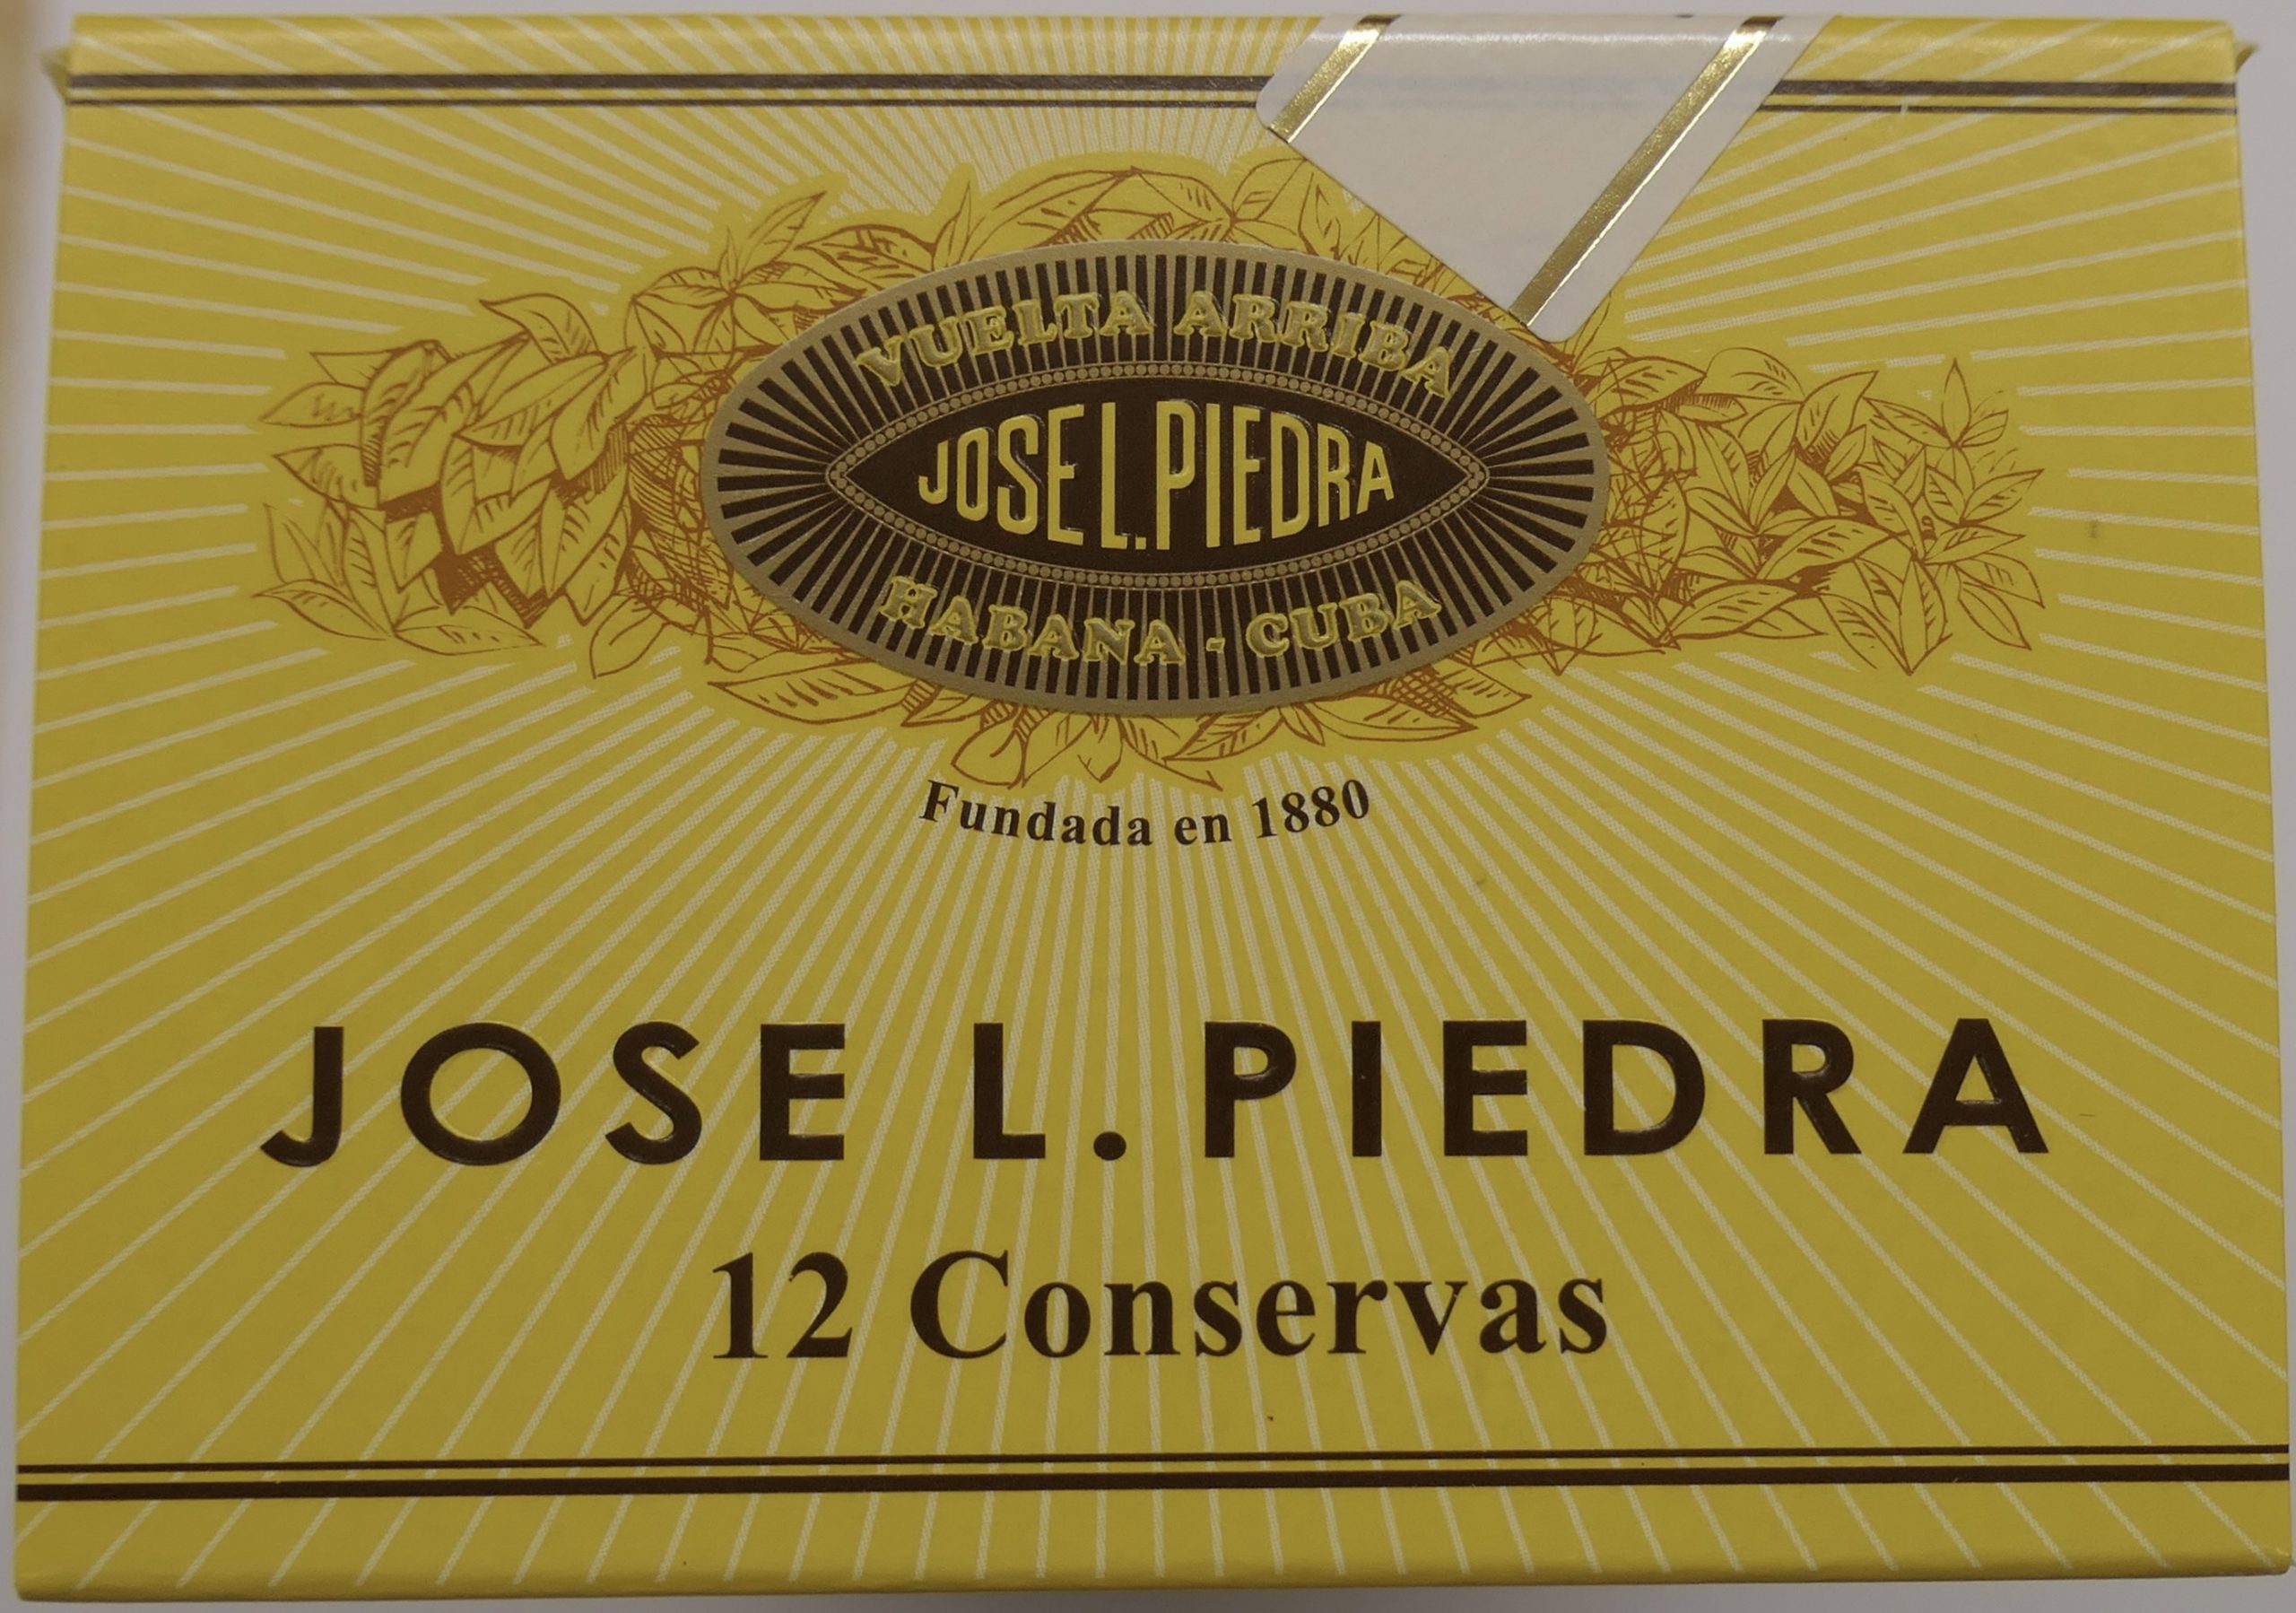 VUELTA ARRIBA
JOSE L. PIEDRA
HABANA - CUBA
Fundada en 1880
JOSE L. PIEDRA
12 Conservas